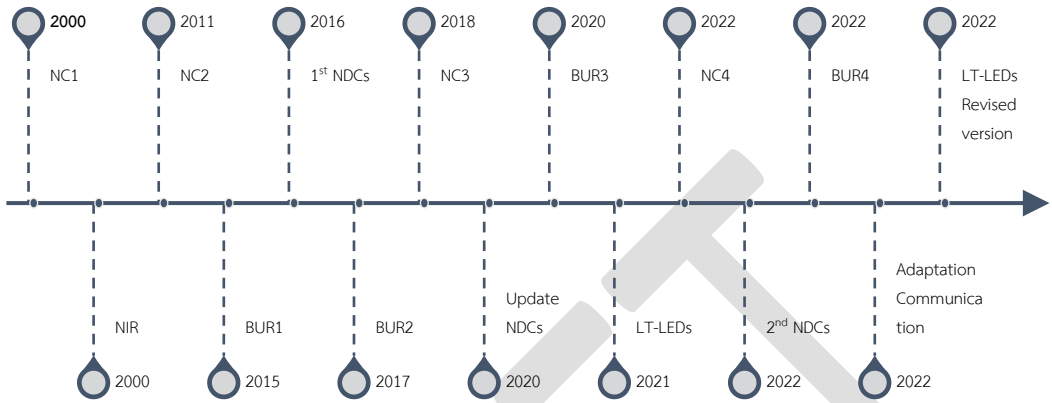 2000
2011
2016
2018
2020
2022
2022
2022
NC1
NC2
1st NDCs
NC3
BUR3
NC4
BUR4
LT-LEDs
Revised
version
NIR
BUR1
BUR2
Update
NDCs
LT-LEDs
2nd NDCs
Adaptation
Communica
tion
2000
2015
2017
2020
2021
2022
2022